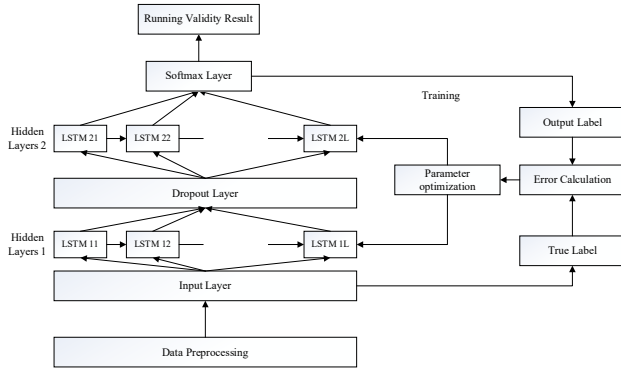 Running Validity Result
Softmax Layer
Training
Hidden
Layers 2
LSTM 21
LSTM 22
LSTM 2L
Output Label
Dropout Layer
Parameter
optimization
Error Calculation
Hidden
Layers 1
LSTM 11
LSTM 12
LSTM 1L
True Label
Input Layer
Data Preprocessing